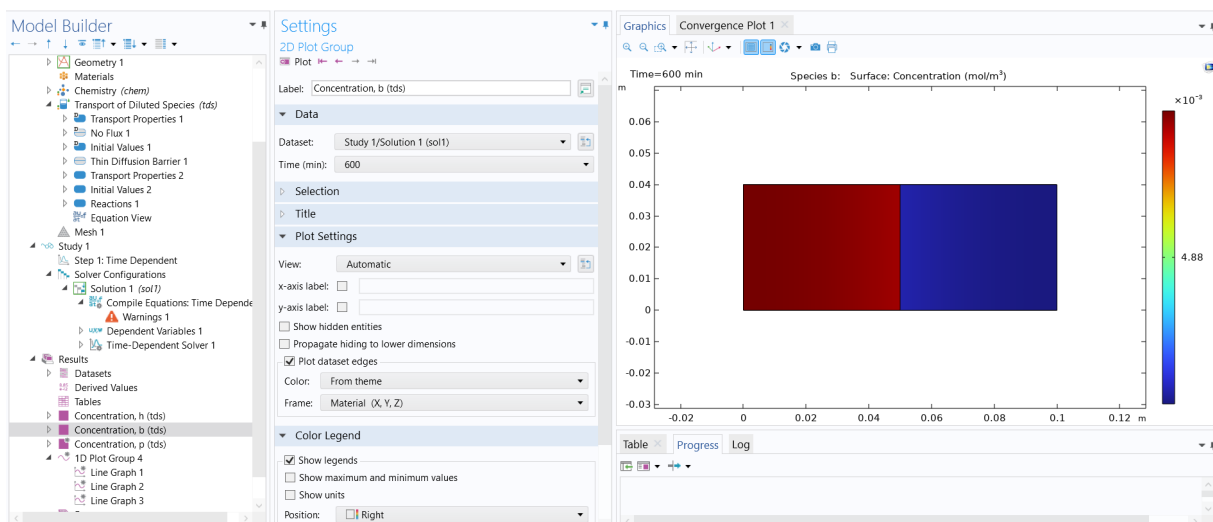 Model Builder
Geometry 1
Materials
Chemistry (chem)
Transport of Diluted Species (tds)
Transport Properties 1
No Flux 1
Initial Values 1
Thin Diffusion Barrier 1
Transport Properties 2
Initial Values 2
Reactions 1
Equation View
Mesh 1
Study 1
Step 1: Time Dependent
Solver Configurations
Solution 1 (sol1)
Compile Equations: Time Depende
Warnings 1
Dependent Variables 1
Time-Dependent Solver 1
Results
Datasets
Derived Values
Tables
Concentration, h (tds)
Concentration, b (tds)
Concentration, p (tds)
1D Plot Group 4
Line Graph 1
Line Graph 2
Line Graph 3
Settings
2D Plot Group
Plot
Label: Concentration, b (tds)
Data
Dataset: Study 1/Solution 1 (sol1)
Time (min): 600
Selection
Title
Plot Settings
View: Automatic
x-axis label:
y-axis label:
Show hidden entities
Propagate hiding to lower dimensions
Plot dataset edges
Color: From theme
Frame: Material (X, Y, Z)
Color Legend
Show legends
Show maximum and minimum values
Show units
Position: Right
Graphics Convergence Plot 1
Time=600 min Species b: Surface: Concentration (mol/m³)
m
×10⁻³
0.06
0.05
0.04
0.03
0.02
0.01
0
-0.01
-0.02
-0.03
-0.02 0 0.02 0.04 0.06 0.08 0.1 0.12 m
4.88
Table Progress Log